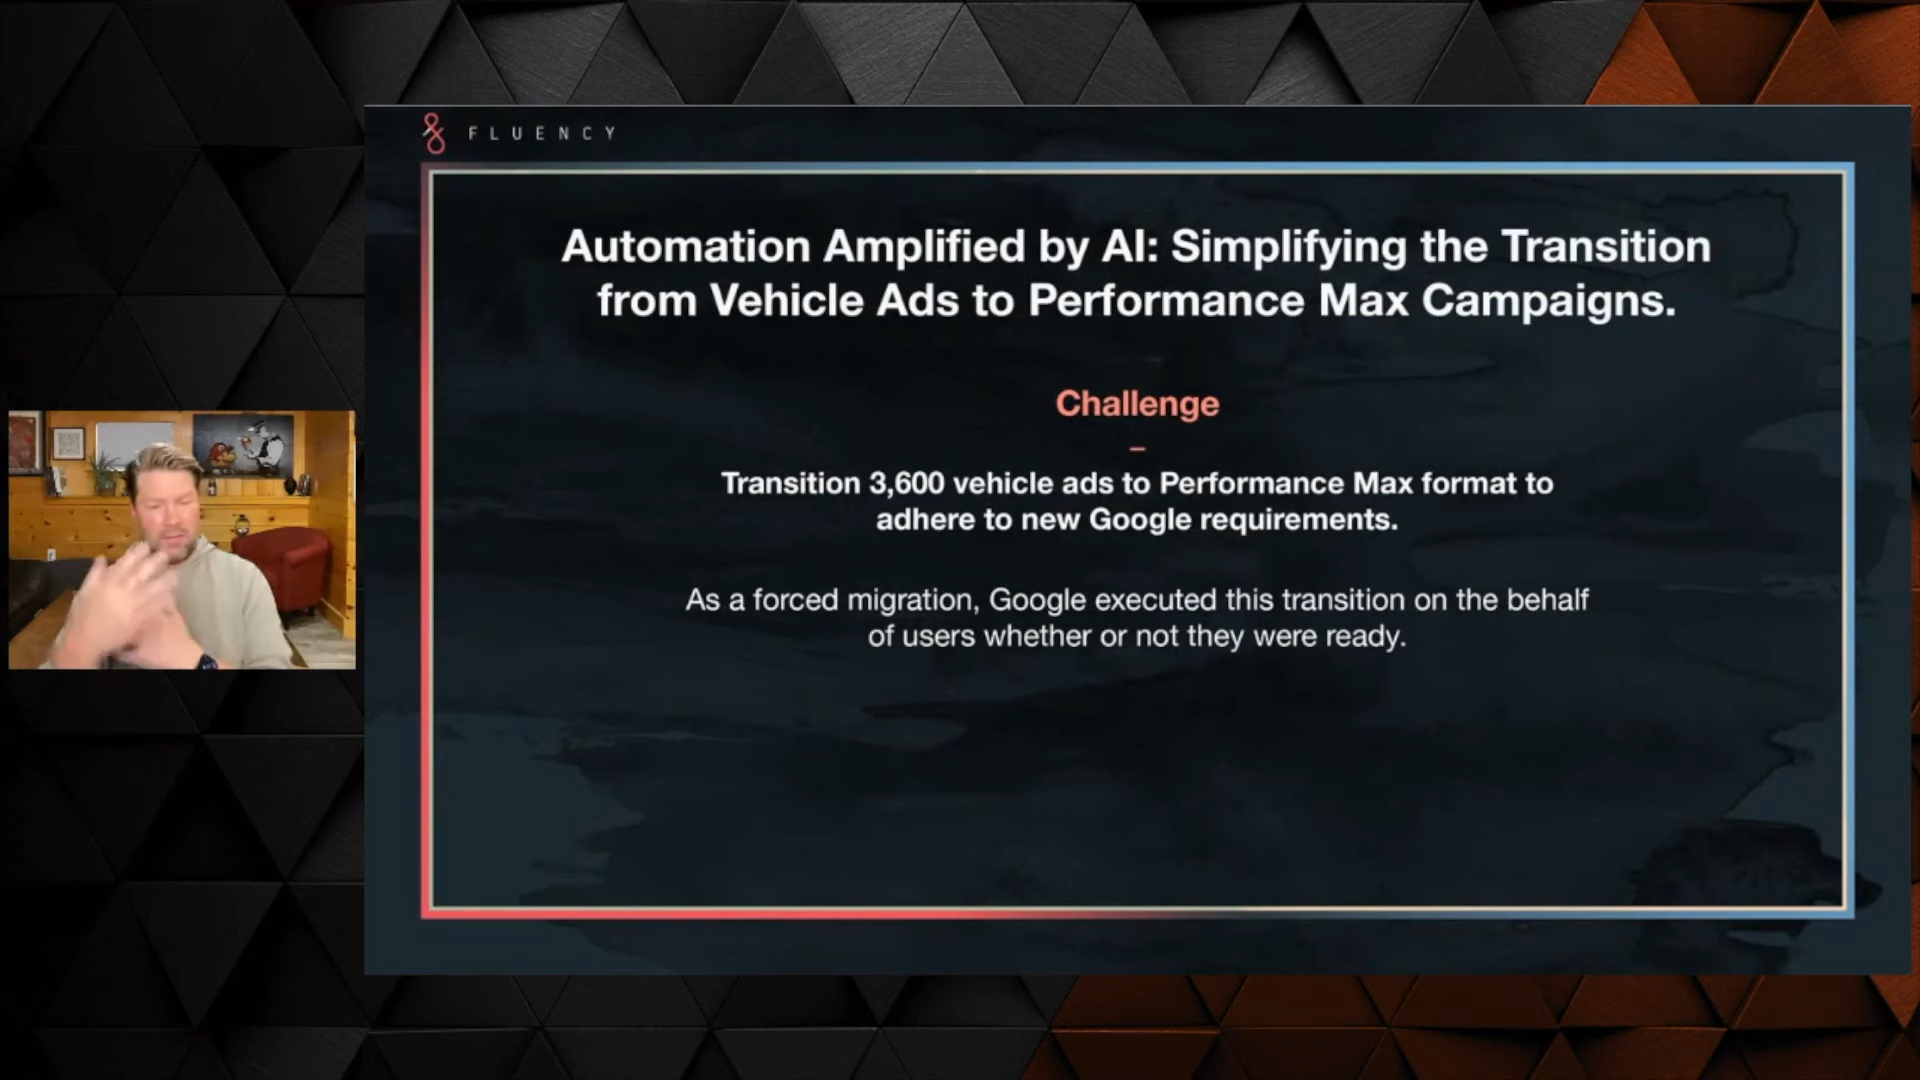 FLUENCY
Automation Amplified by AI: Simplifying the Transition
from Vehicle Ads to Performance Max Campaigns.
Challenge
–
Transition 3,600 vehicle ads to Performance Max format to
adhere to new Google requirements.
As a forced migration, Google executed this transition on the behalf
of users whether or not they were ready.